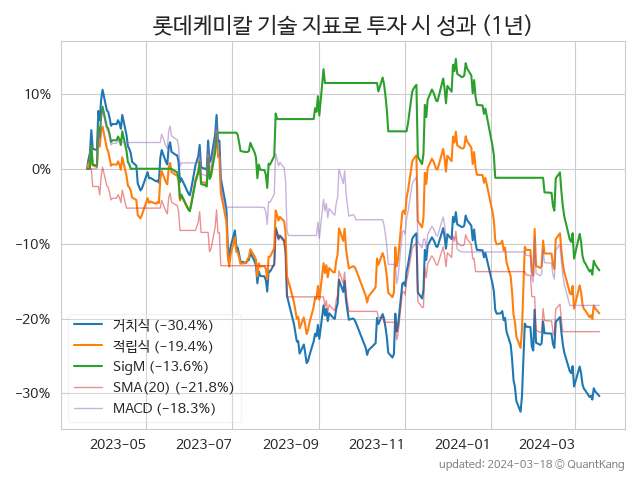 롯데케미칼 기술 지표로 투자 시 성과 (1년)
10%
0%
−10%
−20%
−30%
거치식 (−30.4%)
적립식 (−19.4%)
SigM (−13.6%)
SMA(20) (−21.8%)
MACD (−18.3%)
2023−05 2023−07 2023−09 2023−11 2024−01 2024−03
updated: 2024−03−18 © QuantKang